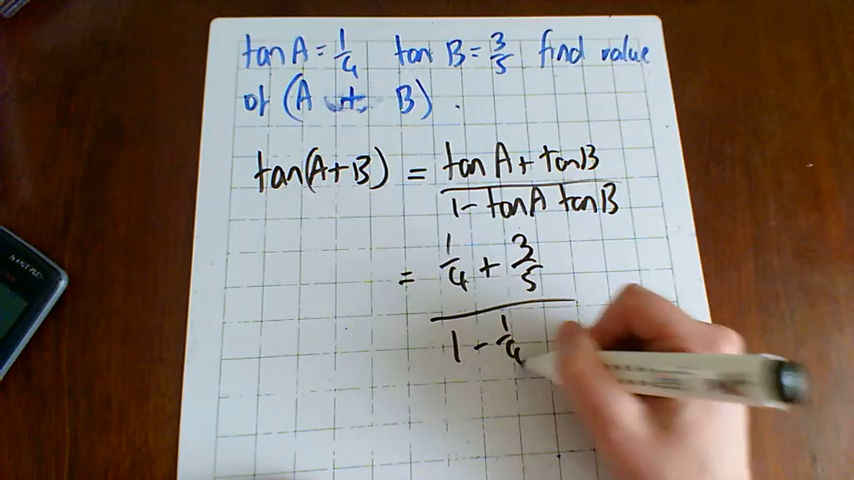 tan A = 1/4 tan B = 3/5 find value
of (A + B).
tan(A+B) = tan A + tan B / 1 - tan A tan B
= 1/4 + 3/5 / 1 - 1/4